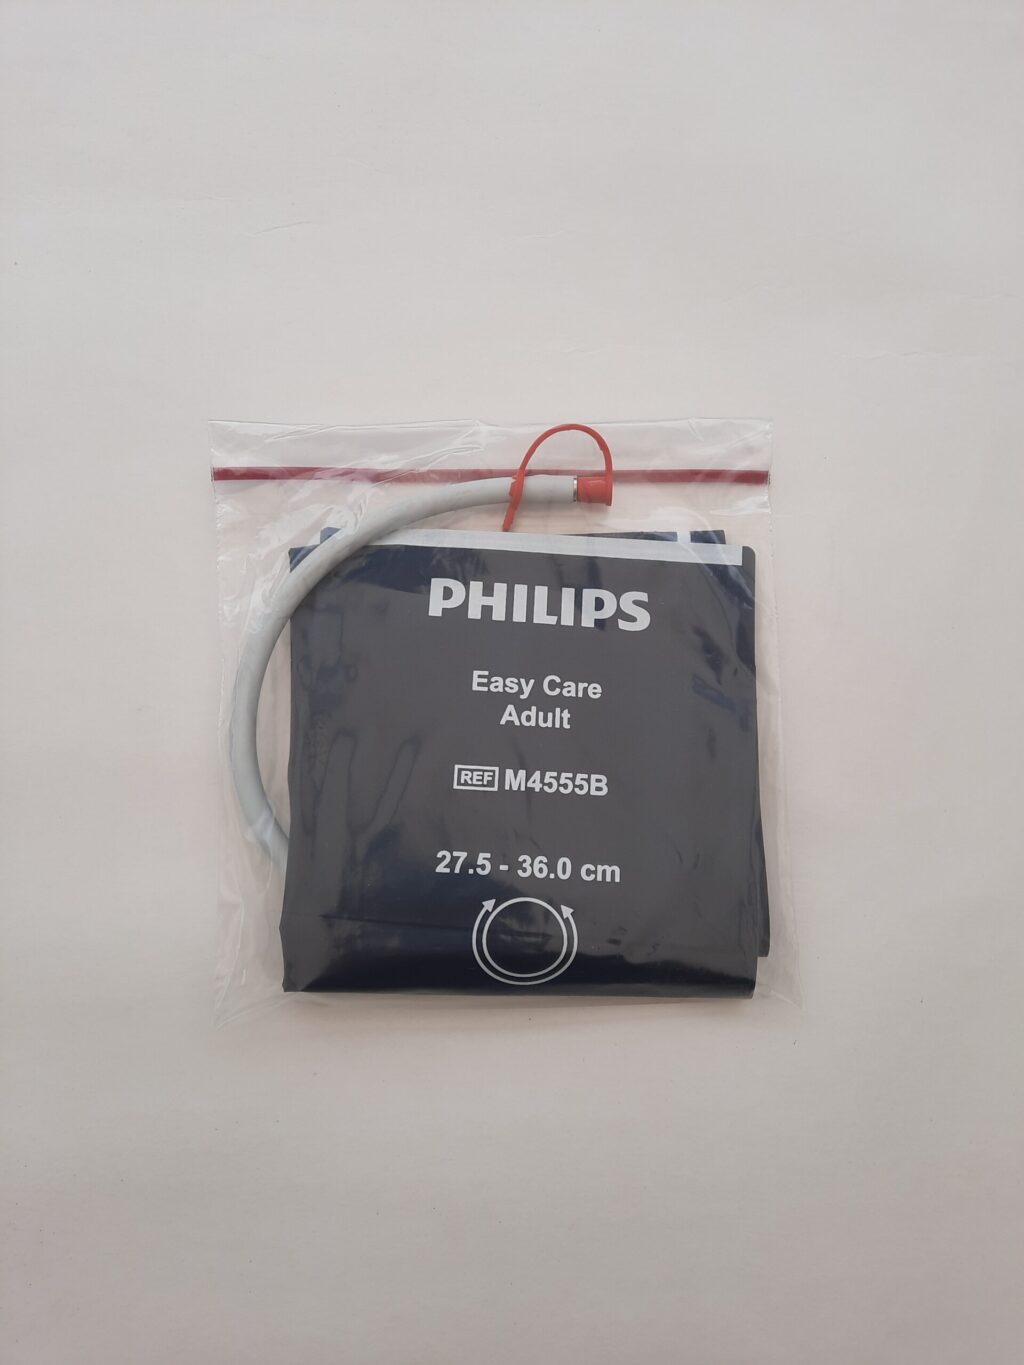 PHILIPS
Easy Care
Adult
REF M4555B
27.5 - 36.0 cm